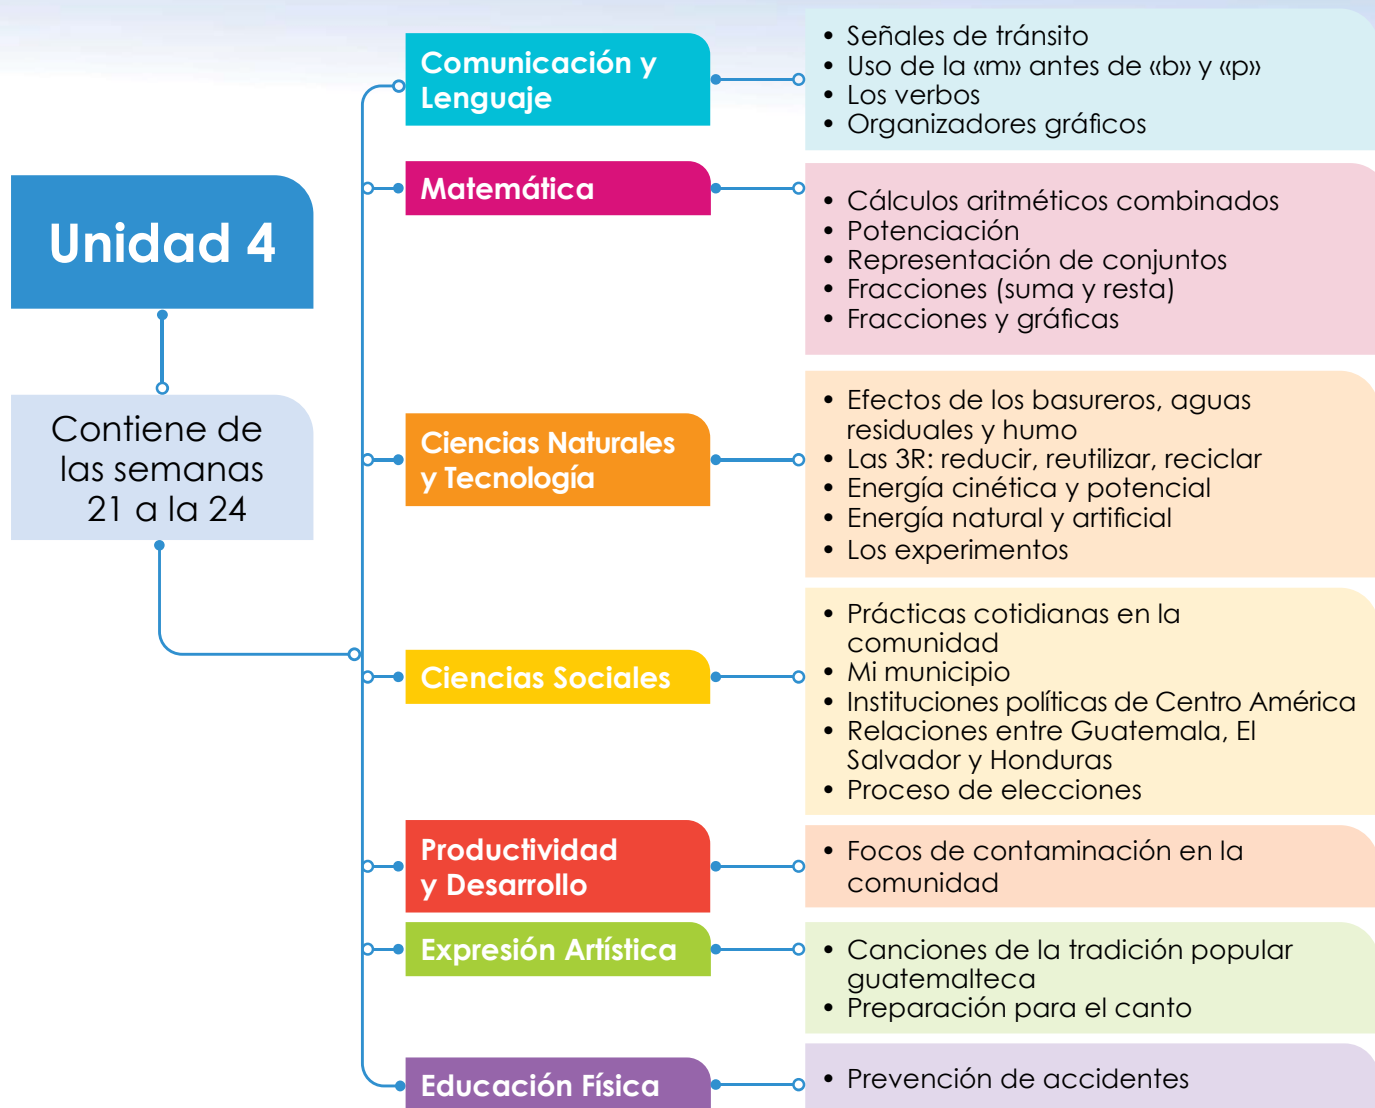 Unidad 4
Contiene de
las semanas
21 a la 24
Comunicación y
Lenguaje
• Señales de tránsito
• Uso de la «m» antes de «b» y «p»
• Los verbos
• Organizadores gráficos
Matemática
• Cálculos aritméticos combinados
• Potenciación
• Representación de conjuntos
• Fracciones (suma y resta)
• Fracciones y gráficas
Ciencias Naturales
y Tecnología
• Efectos de los basureros, aguas
residuales y humo
• Las 3R: reducir, reutilizar, reciclar
• Energía cinética y potencial
• Energía natural y artificial
• Los experimentos
Ciencias Sociales
• Prácticas cotidianas en la
comunidad
• Mi municipio
• Instituciones políticas de Centro América
• Relaciones entre Guatemala, El
Salvador y Honduras
• Proceso de elecciones
Productividad
y Desarrollo
• Focos de contaminación en la
comunidad
Expresión Artística
• Canciones de la tradición popular
guatemalteca
• Preparación para el canto
Educación Física
• Prevención de accidentes